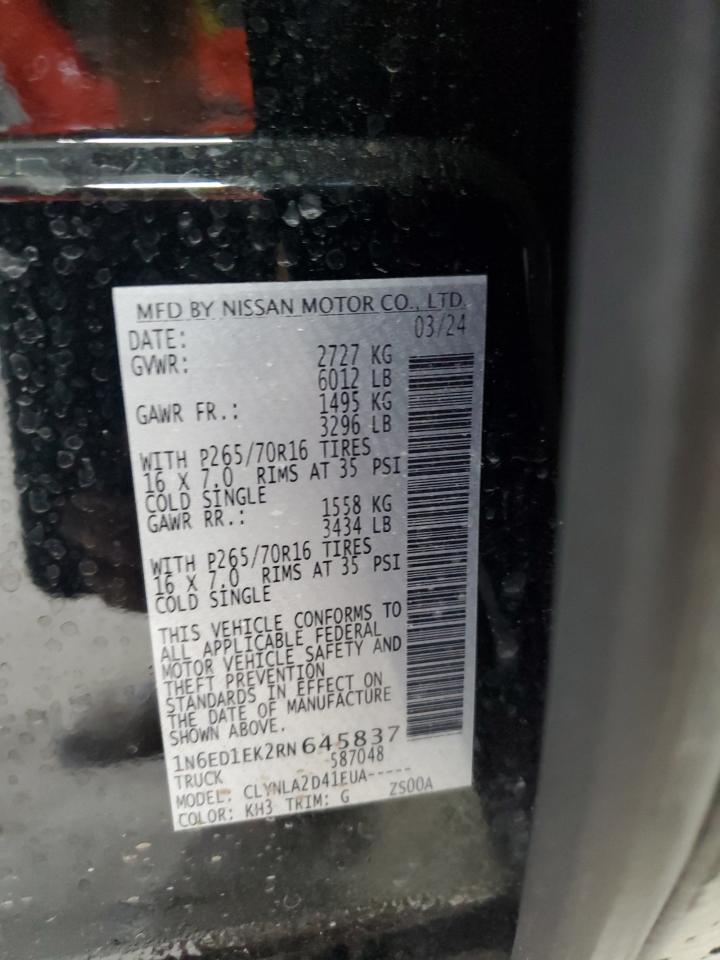 MFD BY NISSAN MOTOR CO., LTD.
DATE: 03/24
GVWR: 2727 KG
6012 LB
GAWR FR.: 1495 KG
3296 LB
WITH P265/70R16 TIRES
16 X 7.0 RIMS AT 35 PSI
COLD SINGLE
GAWR RR.: 1558 KG
3434 LB
WITH P265/70R16 TIRES
16 X 7.0 RIMS AT 35 PSI
COLD SINGLE
THIS VEHICLE CONFORMS TO
ALL APPLICABLE FEDERAL
MOTOR VEHICLE SAFETY AND
THEFT PREVENTION
STANDARDS IN EFFECT ON
THE DATE OF MANUFACTURE
SHOWN ABOVE.
1N6ED1EK2RN645837
TRUCK -587048
MODEL: CLYNLA2D41EUA-----
COLOR: KH3 TRIM: G ZS00A